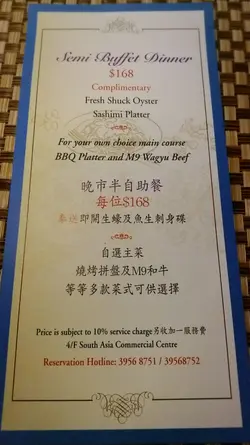 Semi Buffet Dinner
$168
Complimentary
Fresh Shuck Oyster
Sashimi Platter
For your own choice main course
BBQ Platter and M9 Wagyu Beef
晚市半自助餐
每位$168
奉送即開生蠔及魚生刺身碟
自選主菜
燒烤拼盤及M9和牛
等等多款菜式可供選擇
Price is subject to 10% service charge另收加一服務費
4/F South Asia Commercial Centre
Reservation Hotline: 3956 8751 / 39568752